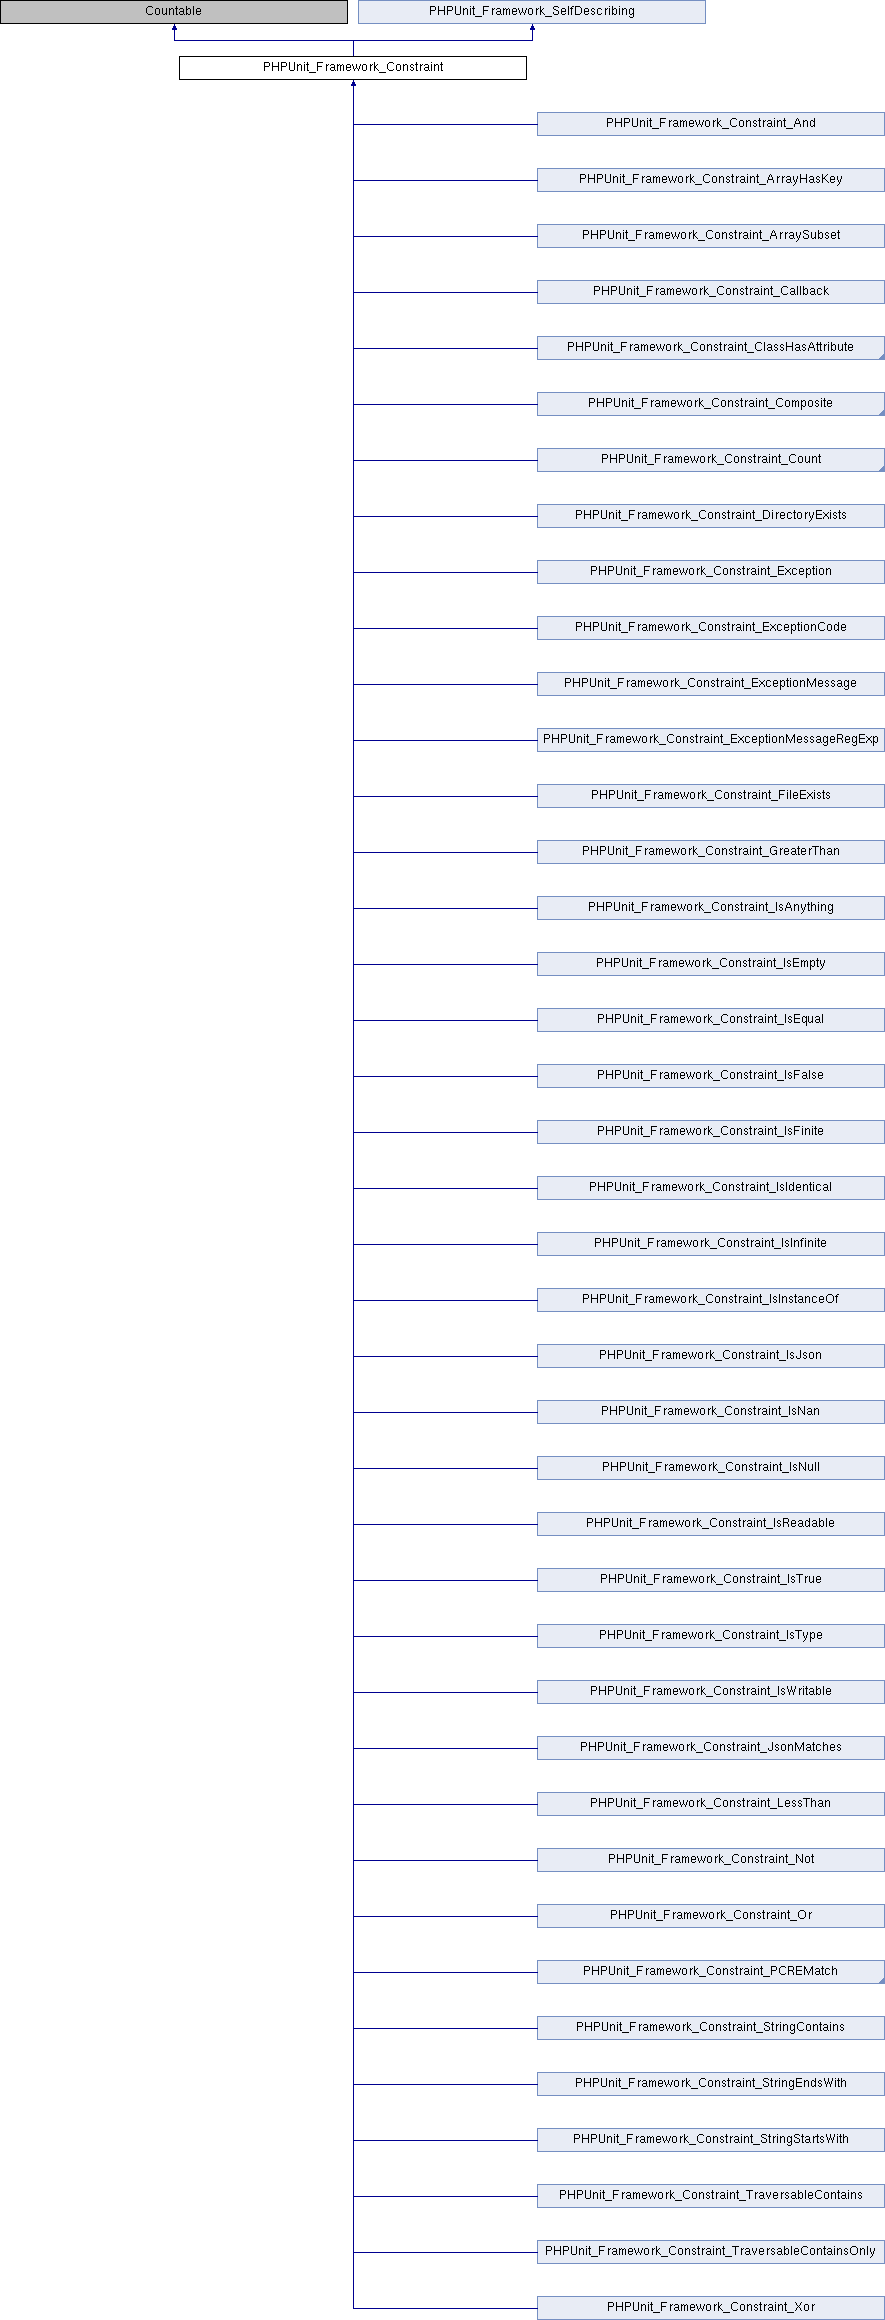 Countable
PHPUnit_Framework_SelfDescribing
PHPUnit_Framework_Constraint
PHPUnit_Framework_Constraint_And
PHPUnit_Framework_Constraint_ArrayHasKey
PHPUnit_Framework_Constraint_ArraySubset
PHPUnit_Framework_Constraint_Callback
PHPUnit_Framework_Constraint_ClassHasAttribute
PHPUnit_Framework_Constraint_Composite
PHPUnit_Framework_Constraint_Count
PHPUnit_Framework_Constraint_DirectoryExists
PHPUnit_Framework_Constraint_Exception
PHPUnit_Framework_Constraint_ExceptionCode
PHPUnit_Framework_Constraint_ExceptionMessage
PHPUnit_Framework_Constraint_ExceptionMessageRegExp
PHPUnit_Framework_Constraint_FileExists
PHPUnit_Framework_Constraint_GreaterThan
PHPUnit_Framework_Constraint_IsAnything
PHPUnit_Framework_Constraint_IsEmpty
PHPUnit_Framework_Constraint_IsEqual
PHPUnit_Framework_Constraint_IsFalse
PHPUnit_Framework_Constraint_IsFinite
PHPUnit_Framework_Constraint_IsIdentical
PHPUnit_Framework_Constraint_IsInfinite
PHPUnit_Framework_Constraint_IsInstanceOf
PHPUnit_Framework_Constraint_IsJson
PHPUnit_Framework_Constraint_IsNan
PHPUnit_Framework_Constraint_IsNull
PHPUnit_Framework_Constraint_IsReadable
PHPUnit_Framework_Constraint_IsTrue
PHPUnit_Framework_Constraint_IsType
PHPUnit_Framework_Constraint_IsWritable
PHPUnit_Framework_Constraint_JsonMatches
PHPUnit_Framework_Constraint_LessThan
PHPUnit_Framework_Constraint_Not
PHPUnit_Framework_Constraint_Or
PHPUnit_Framework_Constraint_PCREMatch
PHPUnit_Framework_Constraint_StringContains
PHPUnit_Framework_Constraint_StringEndsWith
PHPUnit_Framework_Constraint_StringStartsWith
PHPUnit_Framework_Constraint_TraversableContains
PHPUnit_Framework_Constraint_TraversableContainsOnly
PHPUnit_Framework_Constraint_Xor